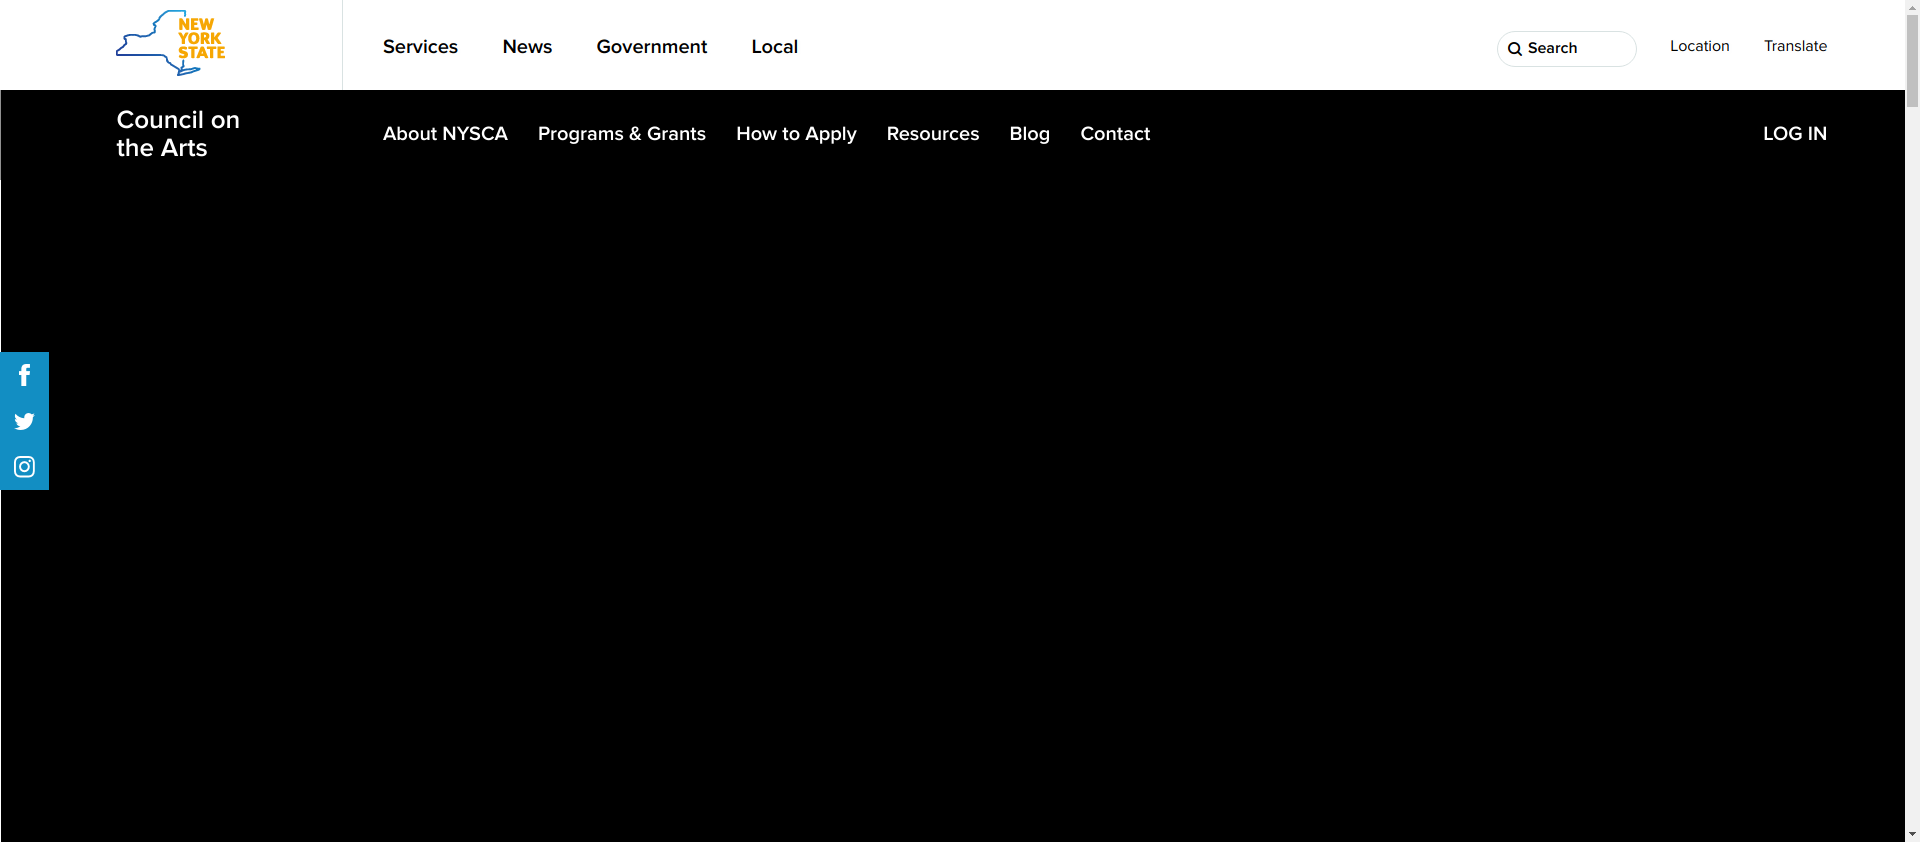 NEW
YORK
STATE
Services News Government Local
Search
Location Translate
Council on
the Arts
About NYSCA Programs & Grants How to Apply Resources Blog Contact
LOG IN